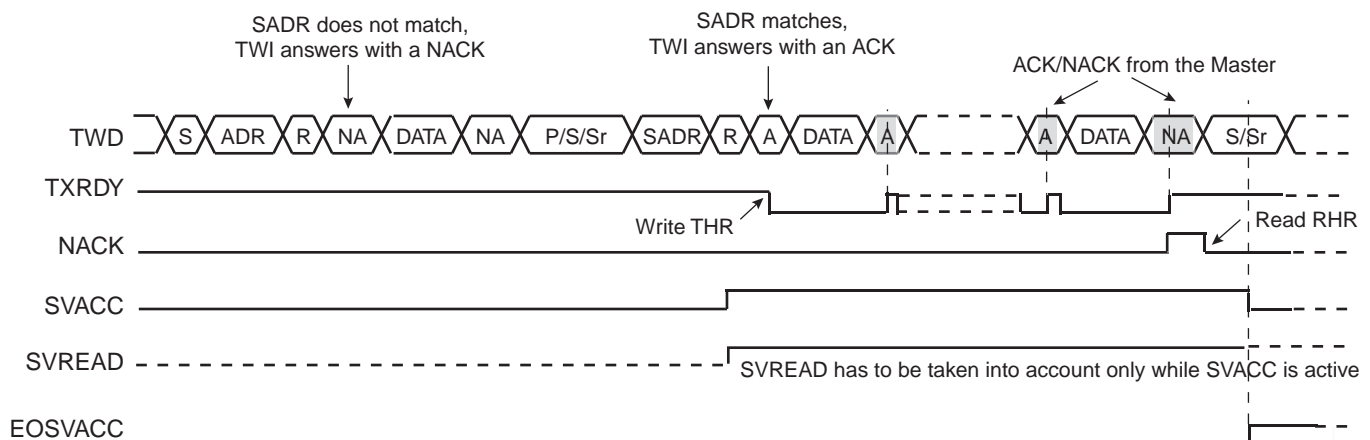 SADR does not match,
TWI answers with a NACK
SADR matches,
TWI answers with an ACK
ACK/NACK from the Master
TWD S ADR R NA DATA NA P/S/Sr SADR R A DATA A A DATA NA S/Sr
TXRDY
Write THR
Read RHR
NACK
SVACC
SVREAD
SVREAD has to be taken into account only while SVACC is active
EOSVACC